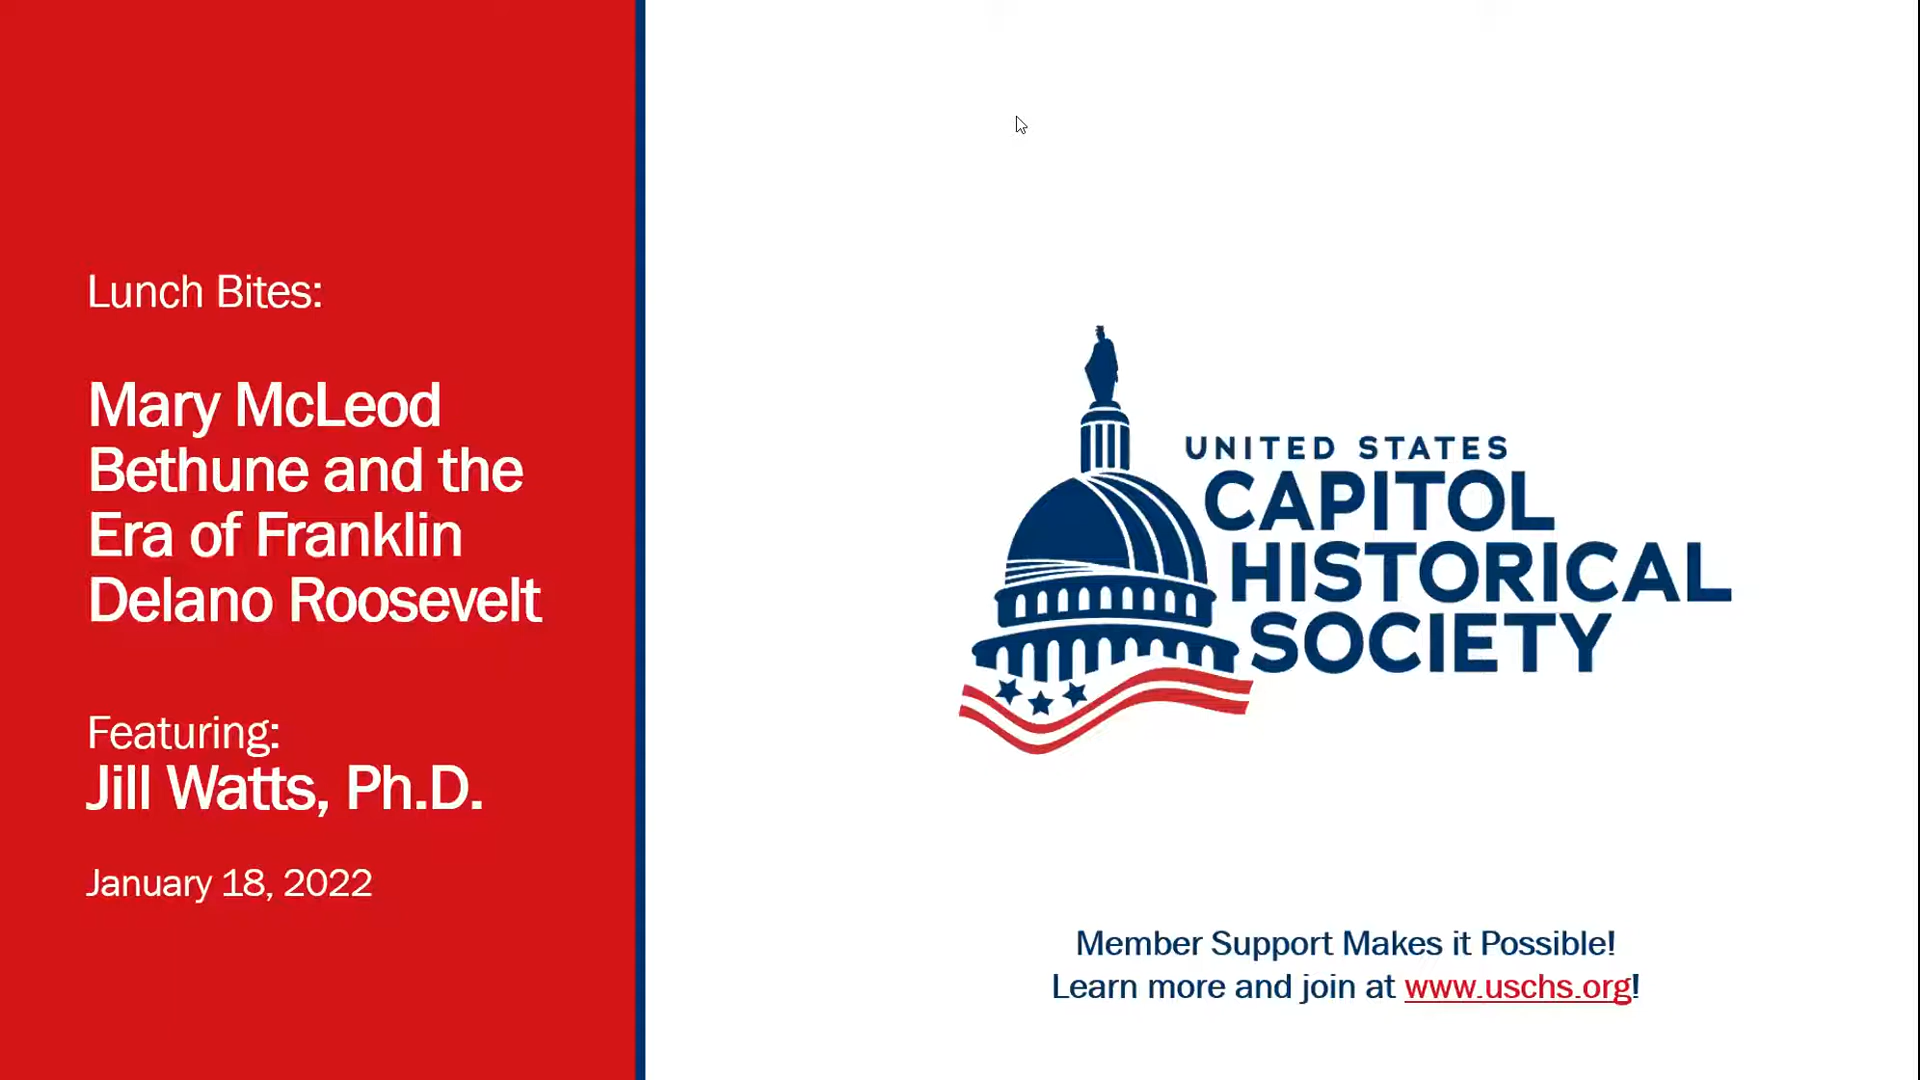 Lunch Bites:
Mary McLeod
Bethune and the
Era of Franklin
Delano Roosevelt
Featuring:
Jill Watts, Ph.D.
January 18, 2022
UNITED STATES
CAPITOL
HISTORICAL
SOCIETY
Member Support Makes it Possible!
Learn more and join at www.uschs.org!